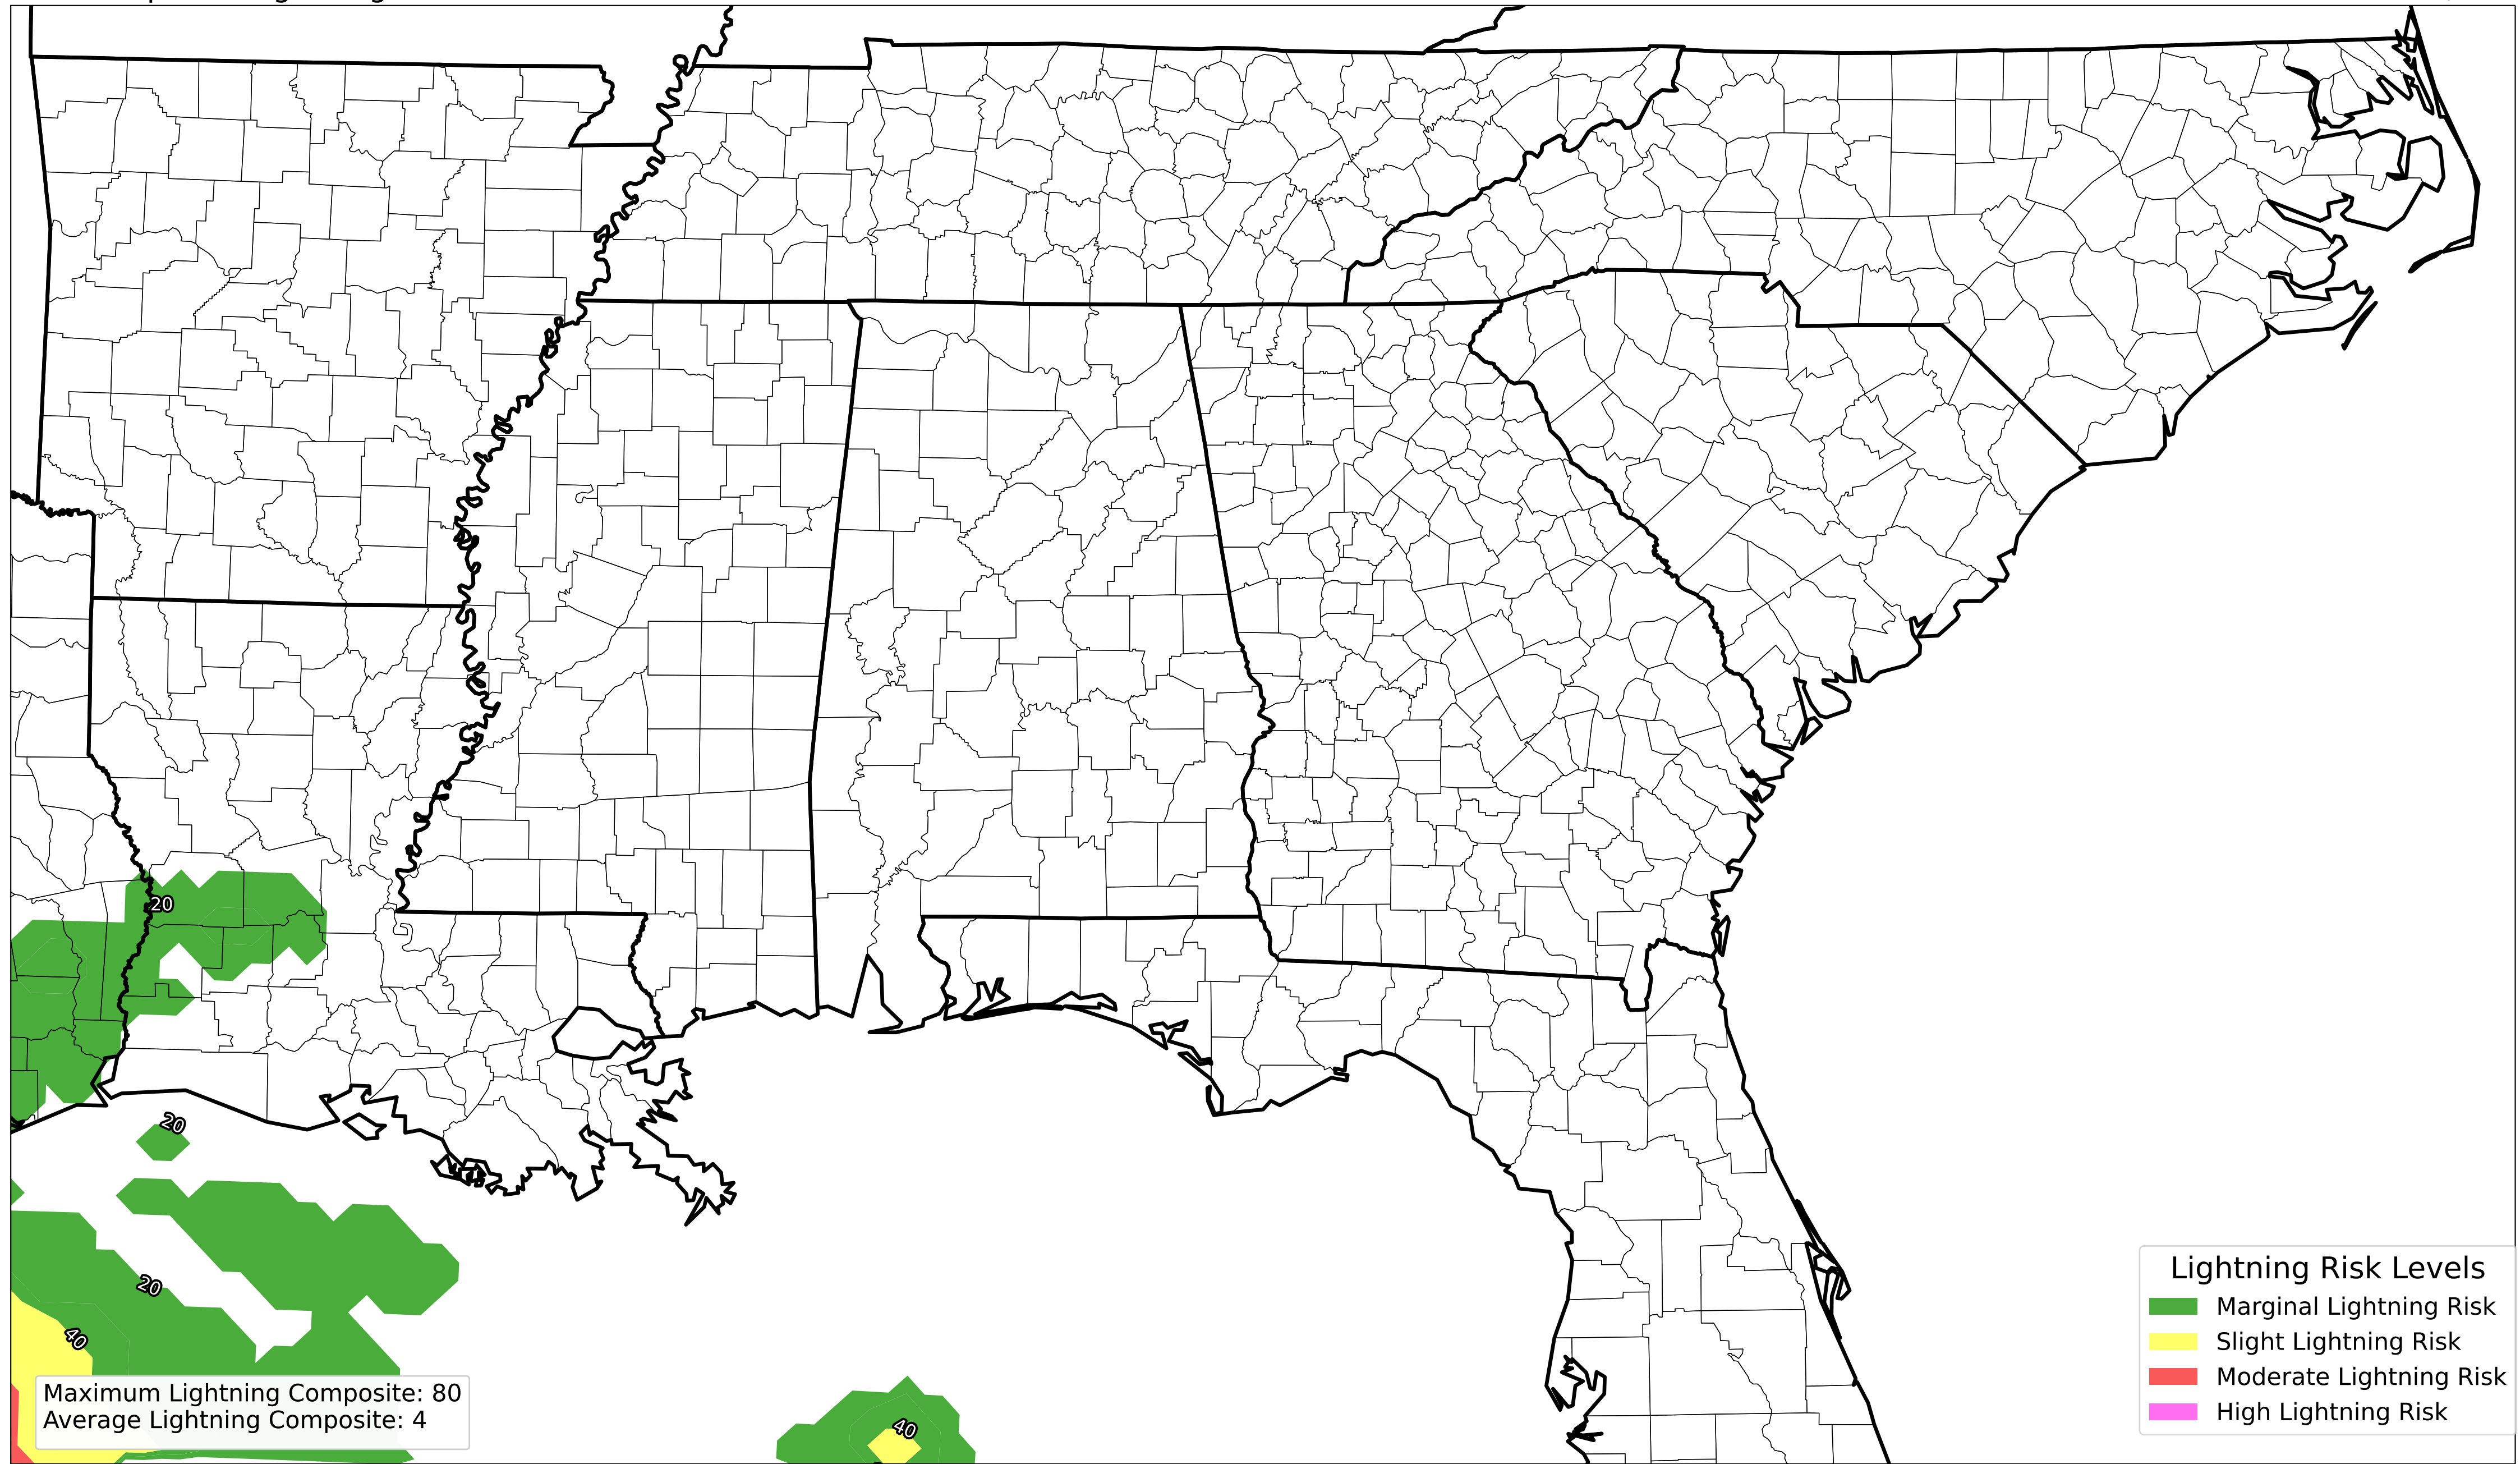 20
20
20
40
40
Maximum Lightning Composite: 80
Average Lightning Composite: 4
Lightning Risk Levels
Marginal Lightning Risk
Slight Lightning Risk
Moderate Lightning Risk
High Lightning Risk